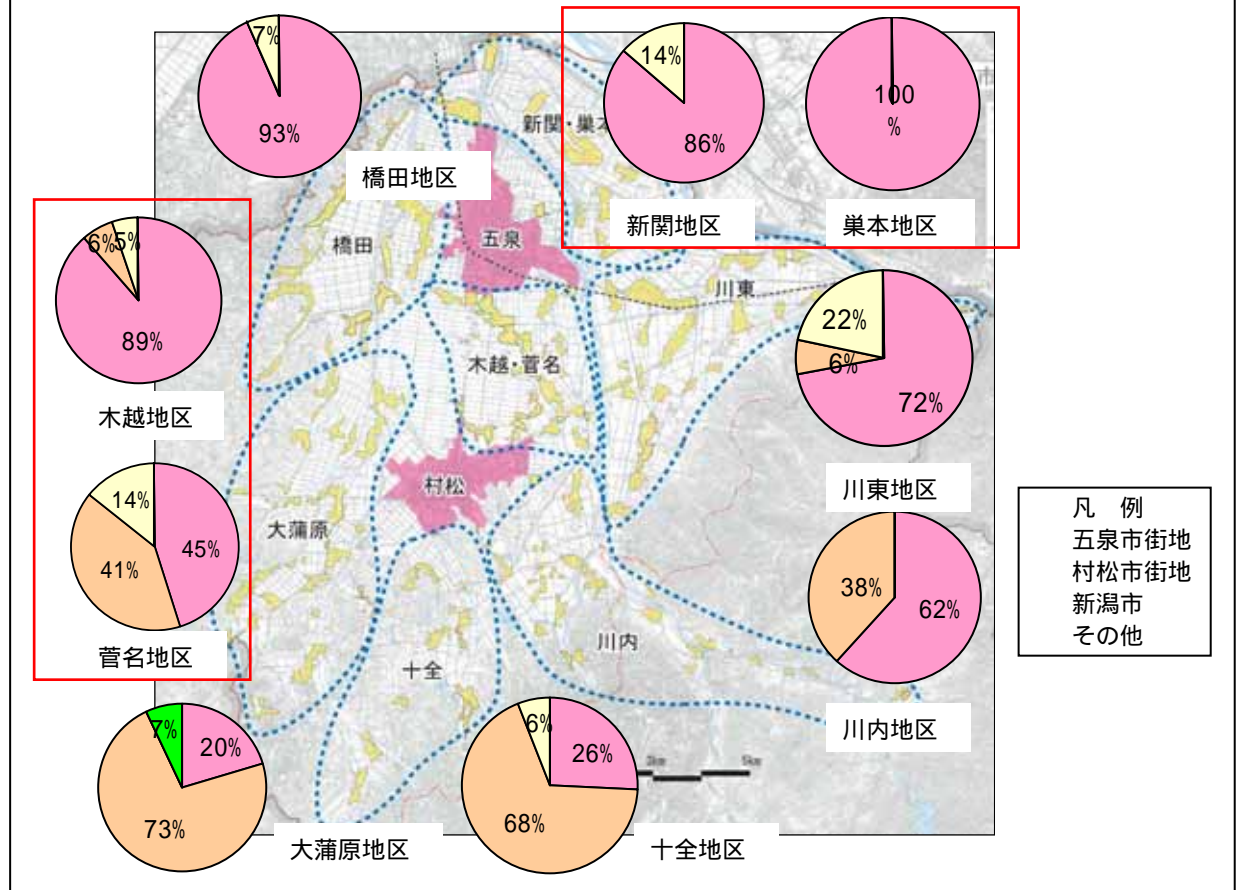 7%
93%
橋田地区
14%
86%
新関地区
100
%
巣本地区
新関・巣本
市
橋田
五泉
川東
6%
5%
89%
木越地区
木越・菅名
22%
6%
72%
川東地区
14%
45%
41%
菅名地区
村松
大蒲原
38%
62%
川内地区
凡 例
五泉市街地
村松市街地
新潟市
その他
川内
十全
7%
20%
73%
大蒲原地区
6%
26%
68%
十全地区
5km